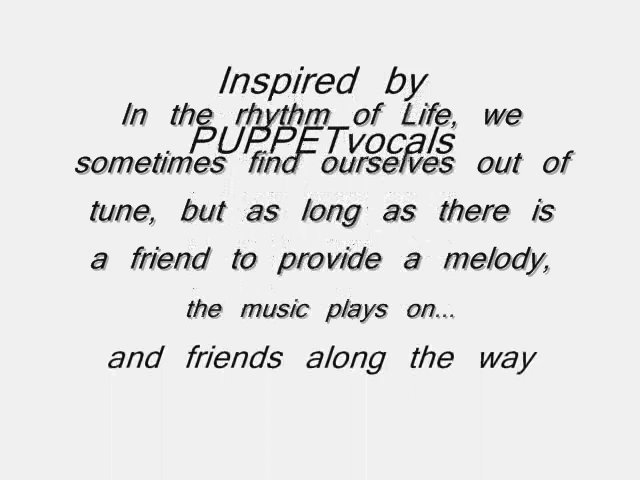 Inspired by
In the rhythm of Life, we
PUPPETvocals
sometimes find ourselves out of
tune, but as long as there is
a friend to provide a melody,
the music plays on...
and friends along the way